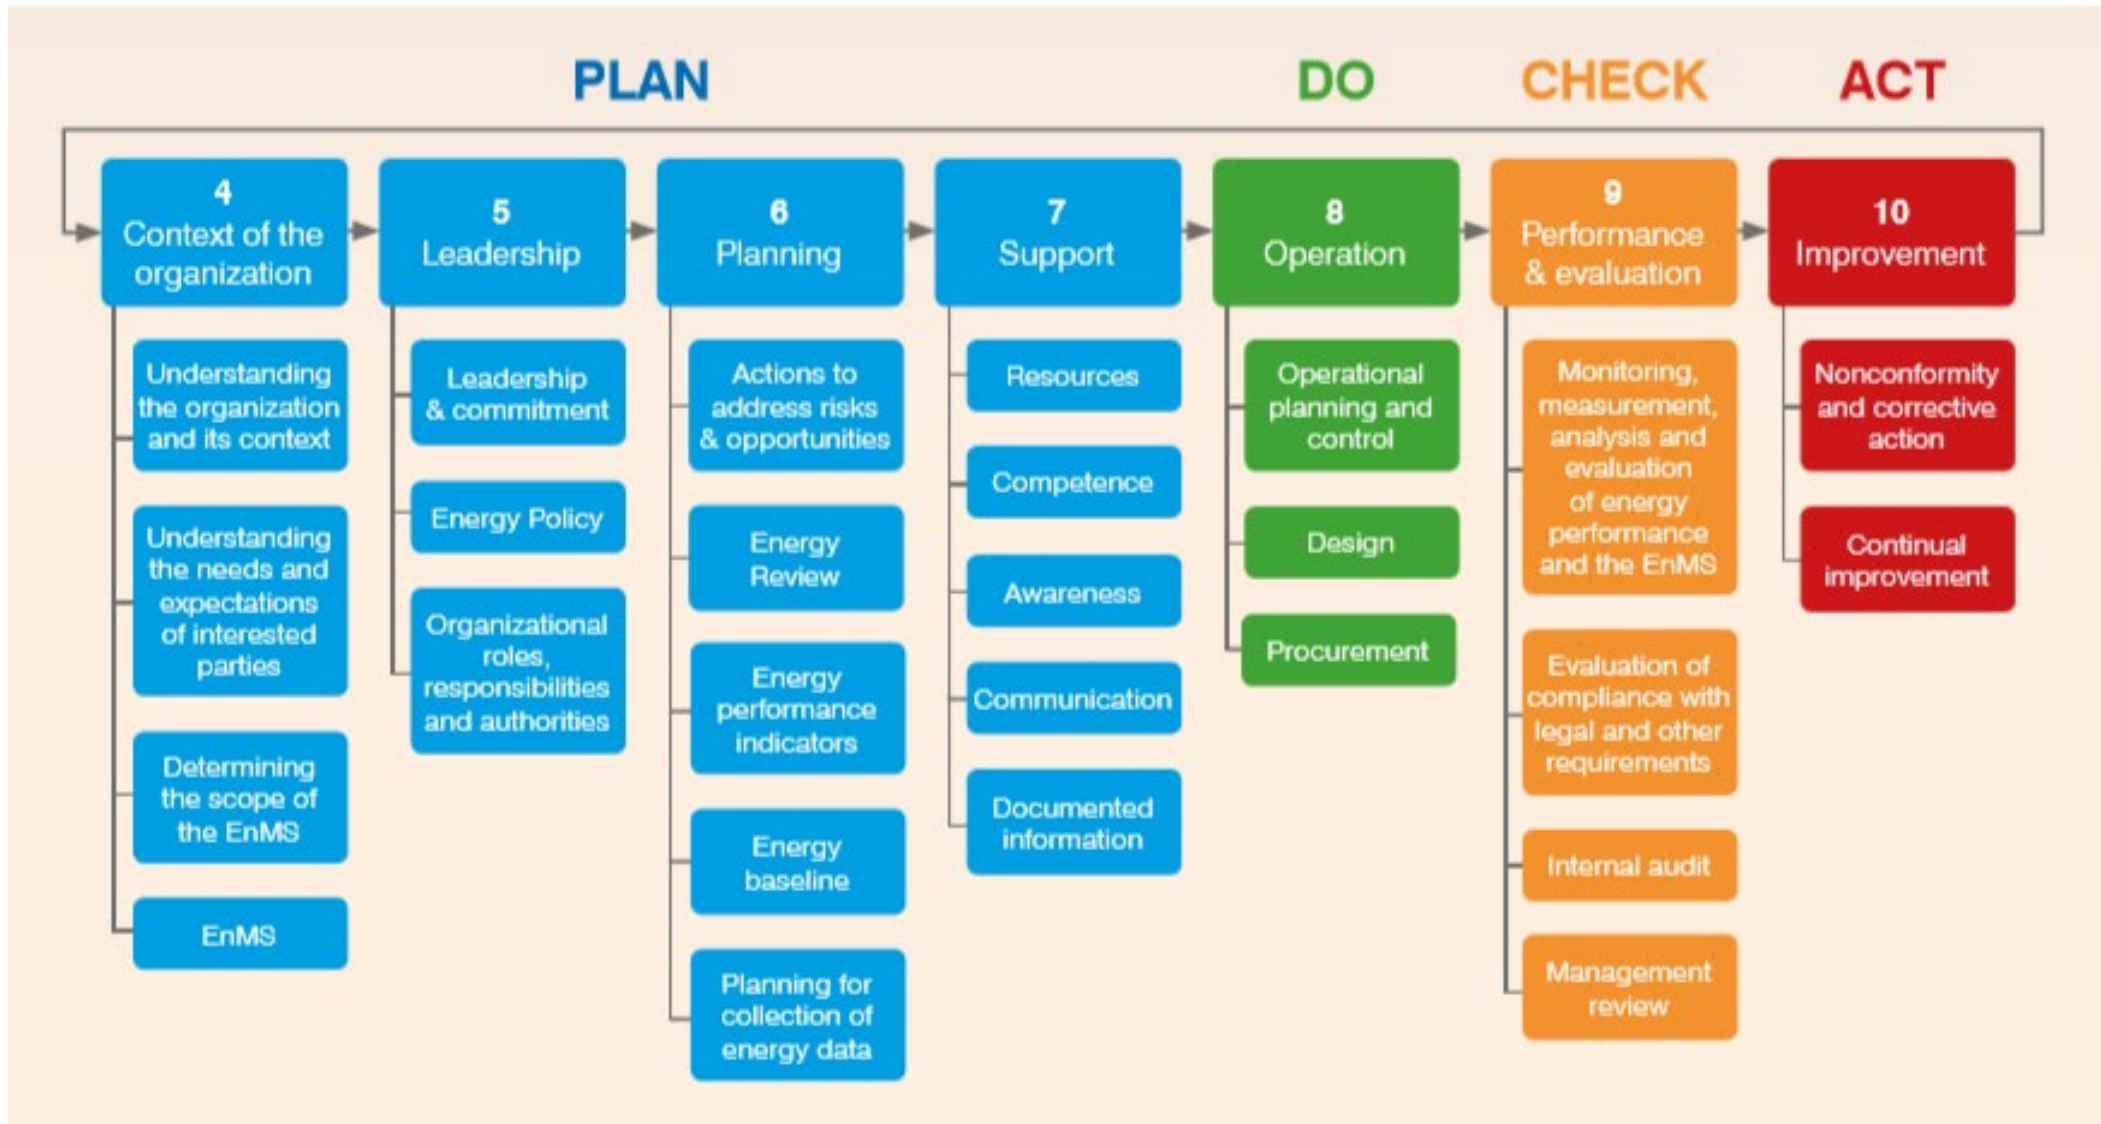 PLAN
DO
CHECK
ACT
4
Context of the
organization
5
Leadership
6
Planning
7
Support
8
Operation
9
Performance
& evaluation
10
Improvement
Understanding
the organization
and its context
Understanding
the needs and
expectations
of interested
parties
Determining
the scope of
the EnMS
EnMS
Leadership
& commitment
Energy Policy
Organizational
roles,
responsibilities
and authorities
Actions to
address risks
& opportunities
Energy
Review
Energy
performance
indicators
Energy
baseline
Planning for
collection of
energy data
Resources
Competence
Awareness
Communication
Documented
information
Operational
planning and
control
Design
Procurement
Monitoring,
measurement,
analysis and
evaluation
of energy
performance
and the EnMS
Evaluation of
compliance with
legal and other
requirements
Internal audit
Management
review
Nonconformity
and corrective
action
Continual
improvement